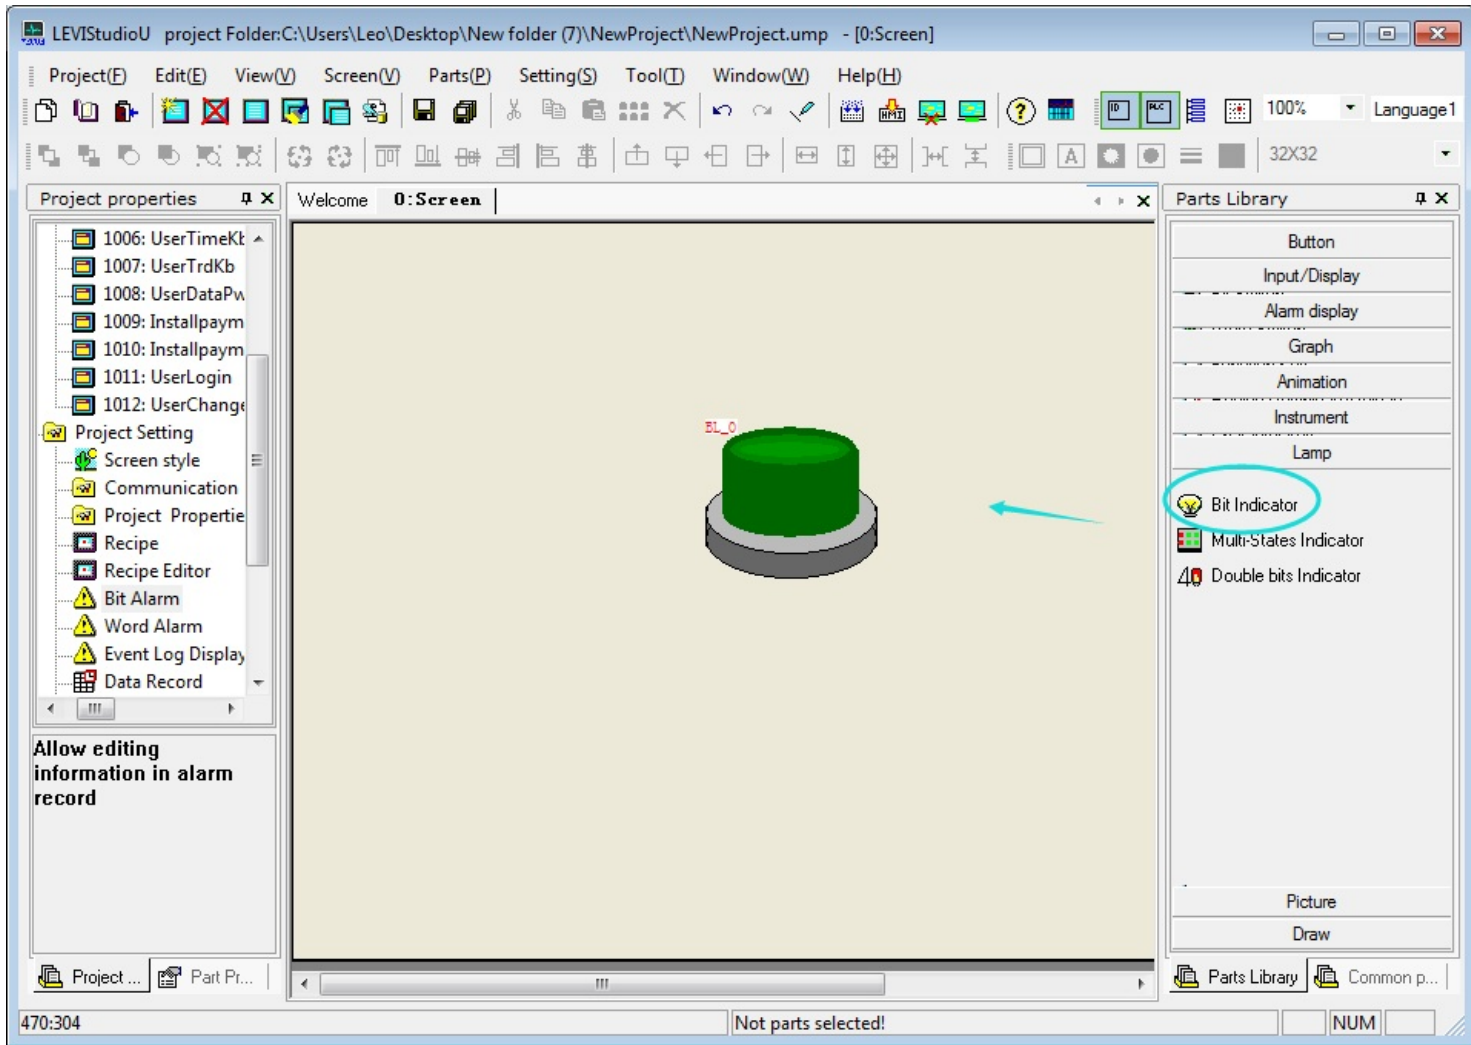 LEVIStudioU project Folder:C:\Users\Leo\Desktop\New folder (7)\NewProject\NewProject.ump - [0:Screen]
Project(F) Edit(E) View(V) Screen(V) Parts(P) Setting(S) Tool(T) Window(W) Help(H)
HMI ID PLC 100% Language1
A 32X32
Project properties
Welcome 0:Screen
Parts Library
1006: UserTimeKb
1007: UserTrdKb
1008: UserDataPw
1009: Installpaym
1010: Installpaym
1011: UserLogin
1012: UserChange
Project Setting
Screen style
Communication
Project Propertie
Recipe
Recipe Editor
Bit Alarm
Word Alarm
Event Log Display
Data Record
Allow editing
information in alarm
record
Project ... Part Pr...
BL_0
Button
Input/Display
Alarm display
Graph
Animation
Instrument
Lamp
Bit Indicator
Multi-States Indicator
Double bits Indicator
Picture
Draw
Parts Library Common p...
470:304 Not parts selected! NUM